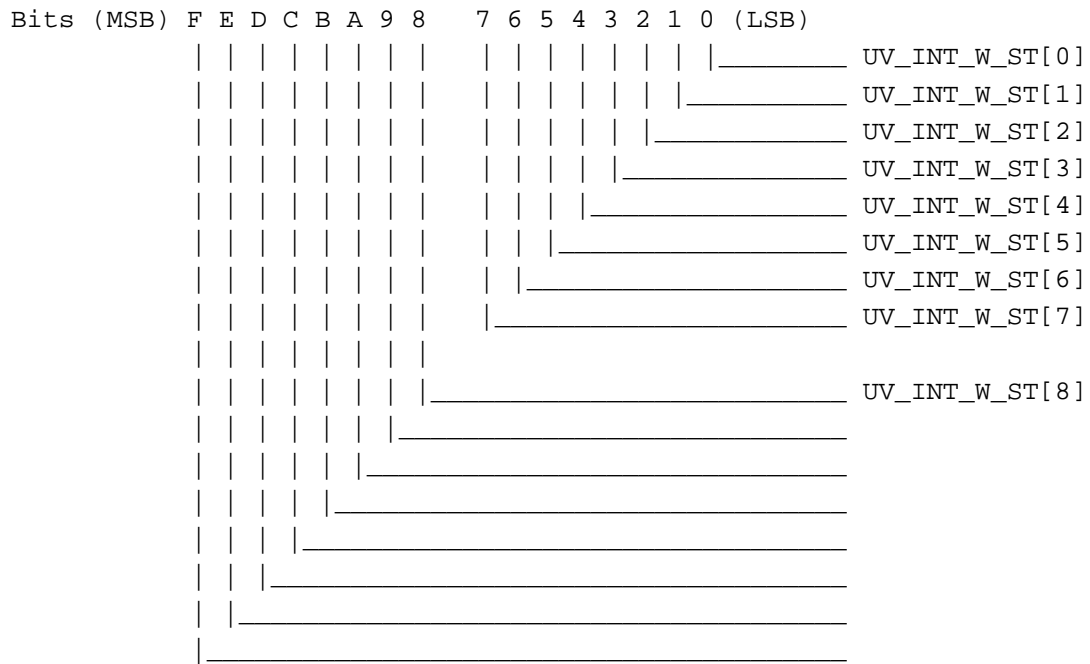 Bits (MSB) F E D C B A 9 8 7 6 5 4 3 2 1 0 (LSB)
UV_INT_W_ST[0]
UV_INT_W_ST[1]
UV_INT_W_ST[2]
UV_INT_W_ST[3]
UV_INT_W_ST[4]
UV_INT_W_ST[5]
UV_INT_W_ST[6]
UV_INT_W_ST[7]
UV_INT_W_ST[8]